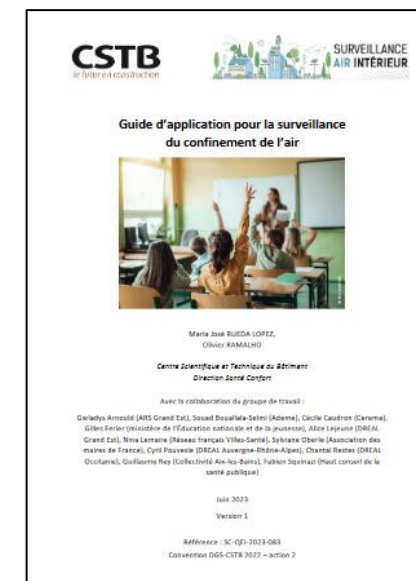 CSTB
le futur en construction
SURVEILLANCE
AIR INTÉRIEUR
Guide d'application pour la surveillance
du confinement de l'air
Maria José RUEDA LOPEZ,
Olivier RAMALHO
Centre Scientifique et Technique du Bâtiment
Direction Santé Confort
Avec la collaboration du groupe de travail :
Gwladys Arnould (ARS Grand Est), Souad Bouallala-Selmi (Ademe), Cécile Caudron (Cerema),
Gilles Ferier (ministère de l'Éducation nationale et de la jeunesse), Alice Lejeune (DREAL
Grand Est), Nina Lemaire (Réseau français Villes-Santé), Sylviane Oberle (Association des
maires de France), Cyril Pouvesle (DREAL Auvergne-Rhône-Alpes), Chantal Restes (DREAL
Occitanie), Guillaume Rey (Collectivité Aix-les-Bains), Fabien Squinazi (Haut conseil de la
santé publique)
Juin 2023
Version 1
Référence : SC-QEI-2023-083
Convention DGS-CSTB 2022 – action 2